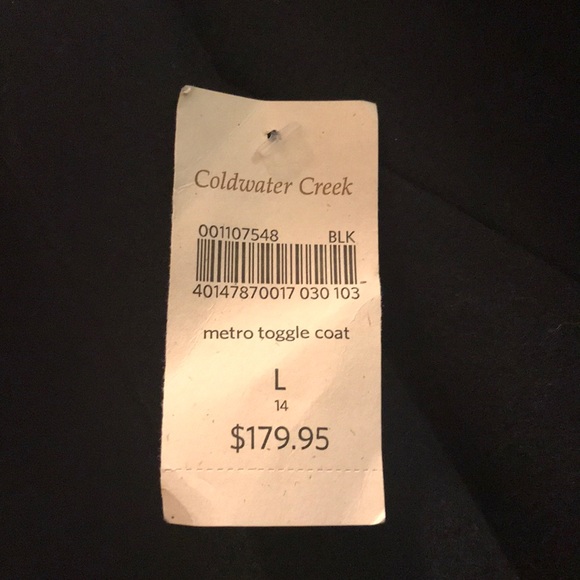 Coldwater Creek
001107548 BLK
40147870017 030 103
metro toggle coat
L
14
$179.95